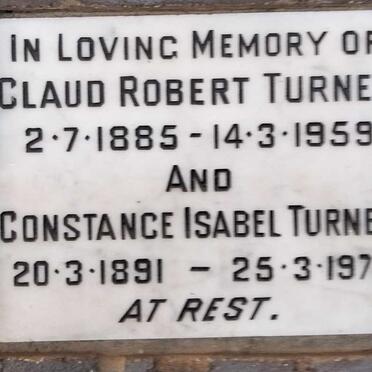 IN LOVING MEMORY OF
CLAUD ROBERT TURNE
2·7·1885 - 14·3·1959
AND
CONSTANCE ISABEL TURNE
20·3·1891 - 25·3·197
AT REST.